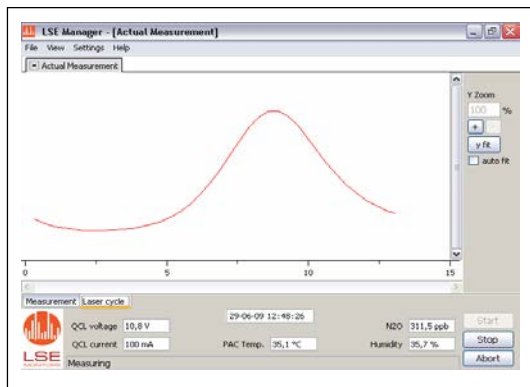 LSE Manager - [Actual Measurement]
File View Settings Help
Actual Measurement
Y Zoom
100 %
+ -
y fit
auto fit
0 5 10 15
Measurement Laser cycle
29-06-09 12:48:26
QCL voltage 10,8 V
N2O 311,5 ppb
QCL current 100 mA
PAC Temp. 35,1 °C
Humidity 35,7 %
Start
Stop
Abort
LSE
Measuring